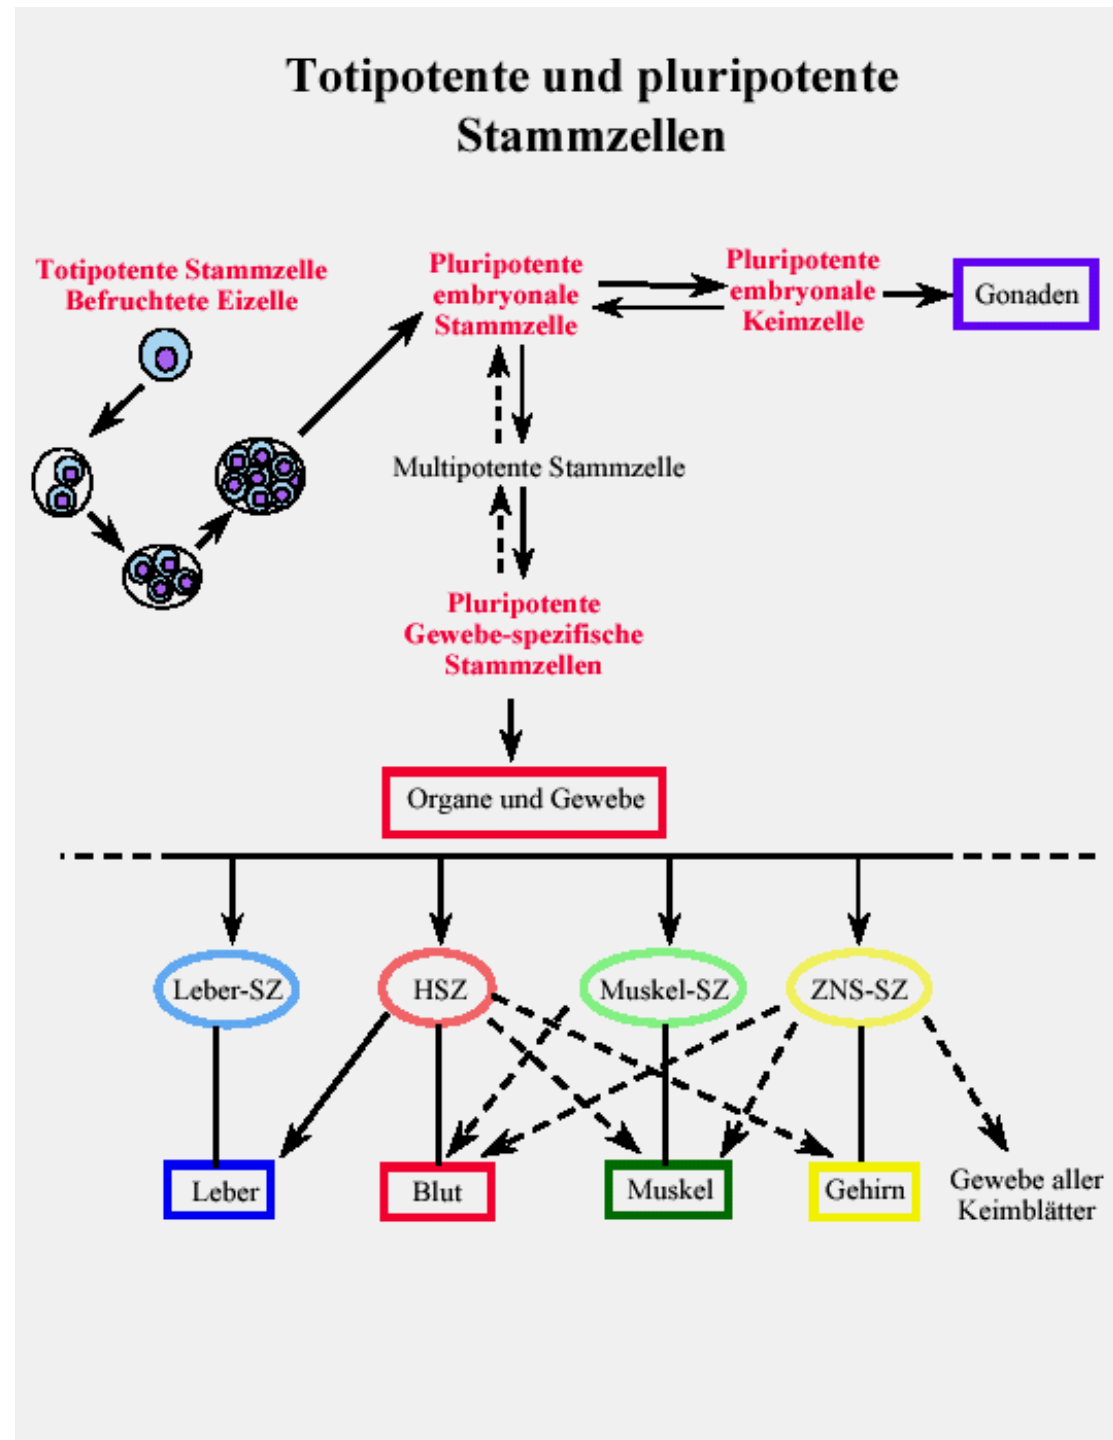 Totipotente und pluripotente
Stammzellen
Totipotente Stammzelle
Befruchtete Eizelle
Pluripotente
embryonale
Stammzelle
Pluripotente
embryonale
Keimzelle
Gonaden
Multipotente Stammzelle
Pluripotente
Gewebe-spezifische
Stammzellen
Organe und Gewebe
Leber-SZ
HSZ
Muskel-SZ
ZNS-SZ
Leber
Blut
Muskel
Gehirn
Gewebe aller
Keimblätter